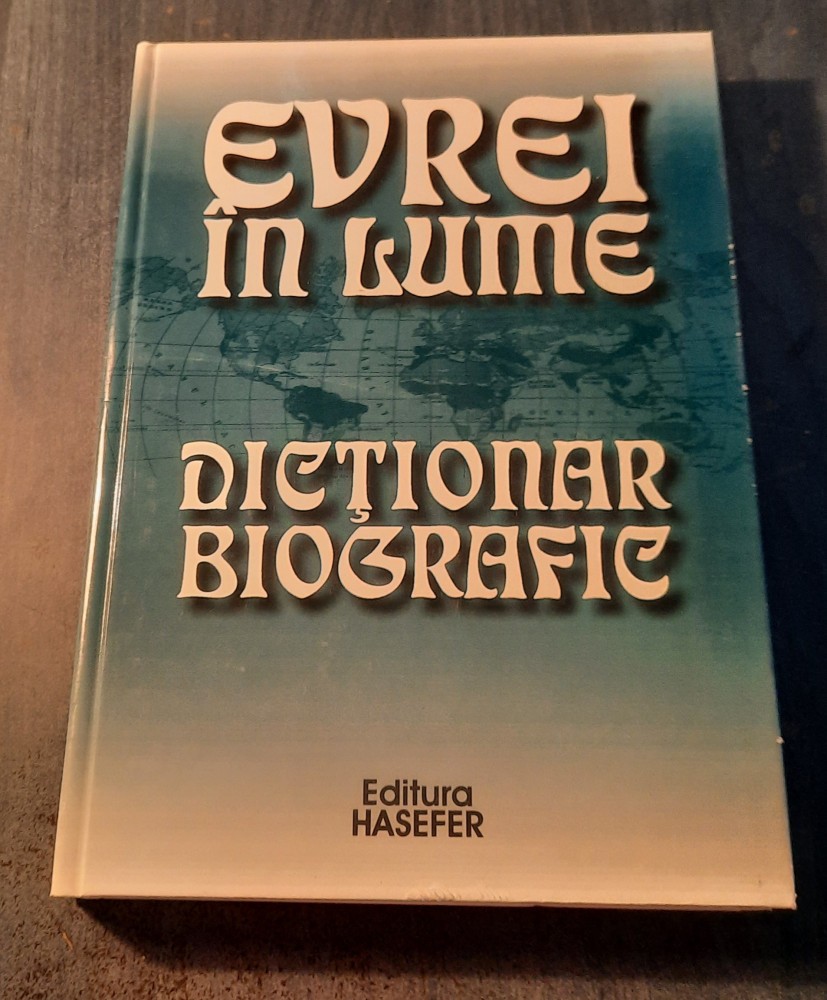 EVREI
ÎN LUME
DICŢIONAR
BIOGRAFIC
Editura
HASEFER